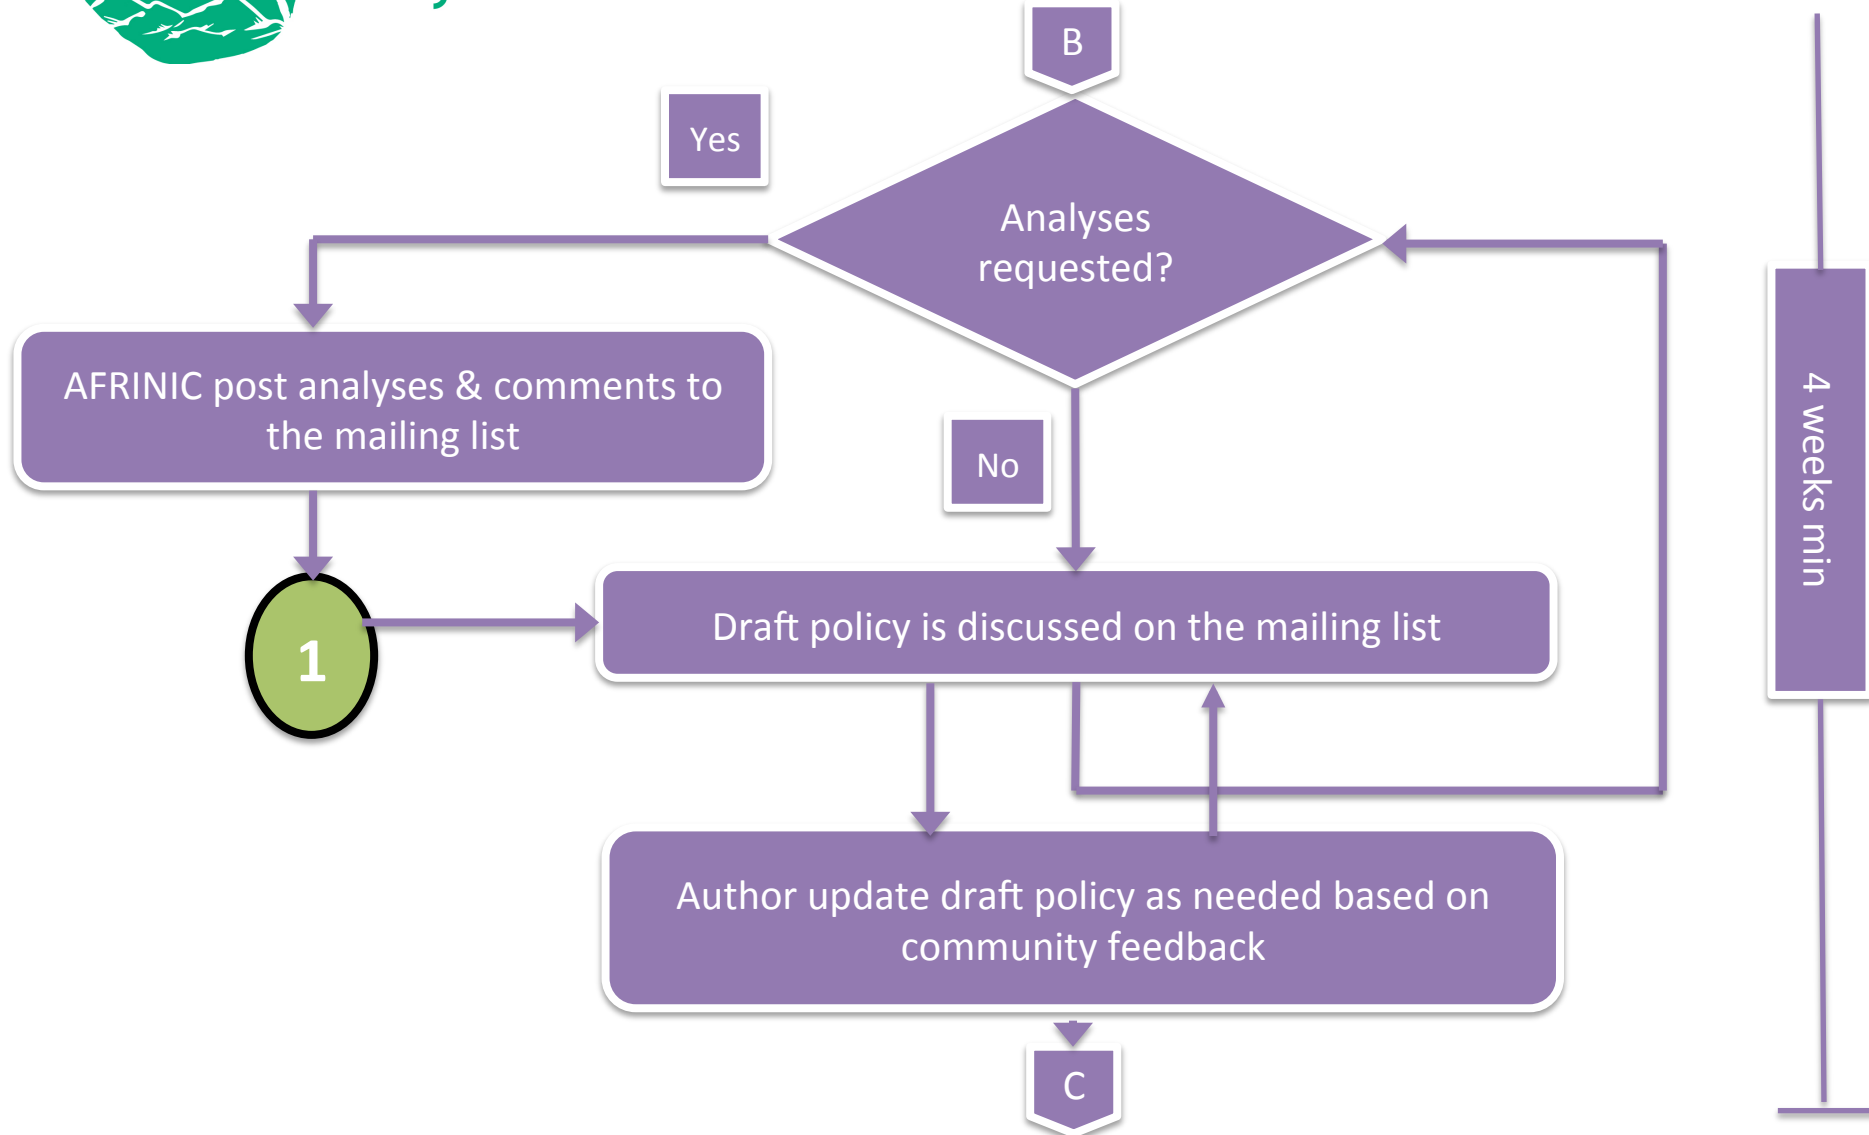 B
Yes
Analyses
requested?
AFRINIC post analyses & comments to
the mailing list
No
4 weeks min
1
Draft policy is discussed on the mailing list
Author update draft policy as needed based on
community feedback
C